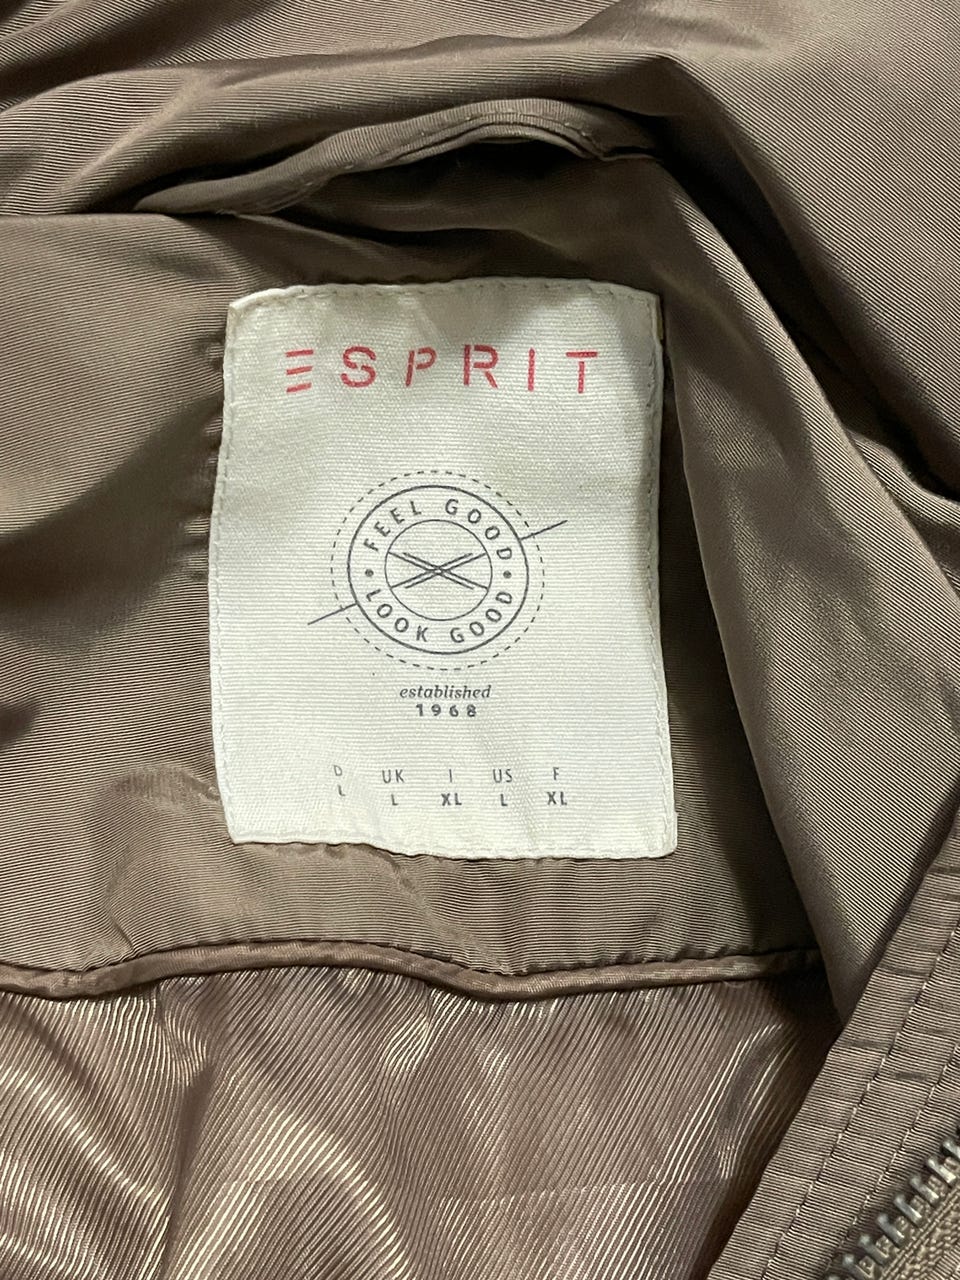 ESPRIT
FEEL GOOD
• LOOK GOOD •
established
1968
D UK I US F
L L XL L XL